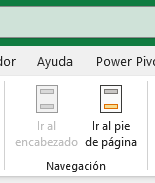 dor Ayuda Power Pivo
Ir al Ir al pie
encabezado de página
Navegación